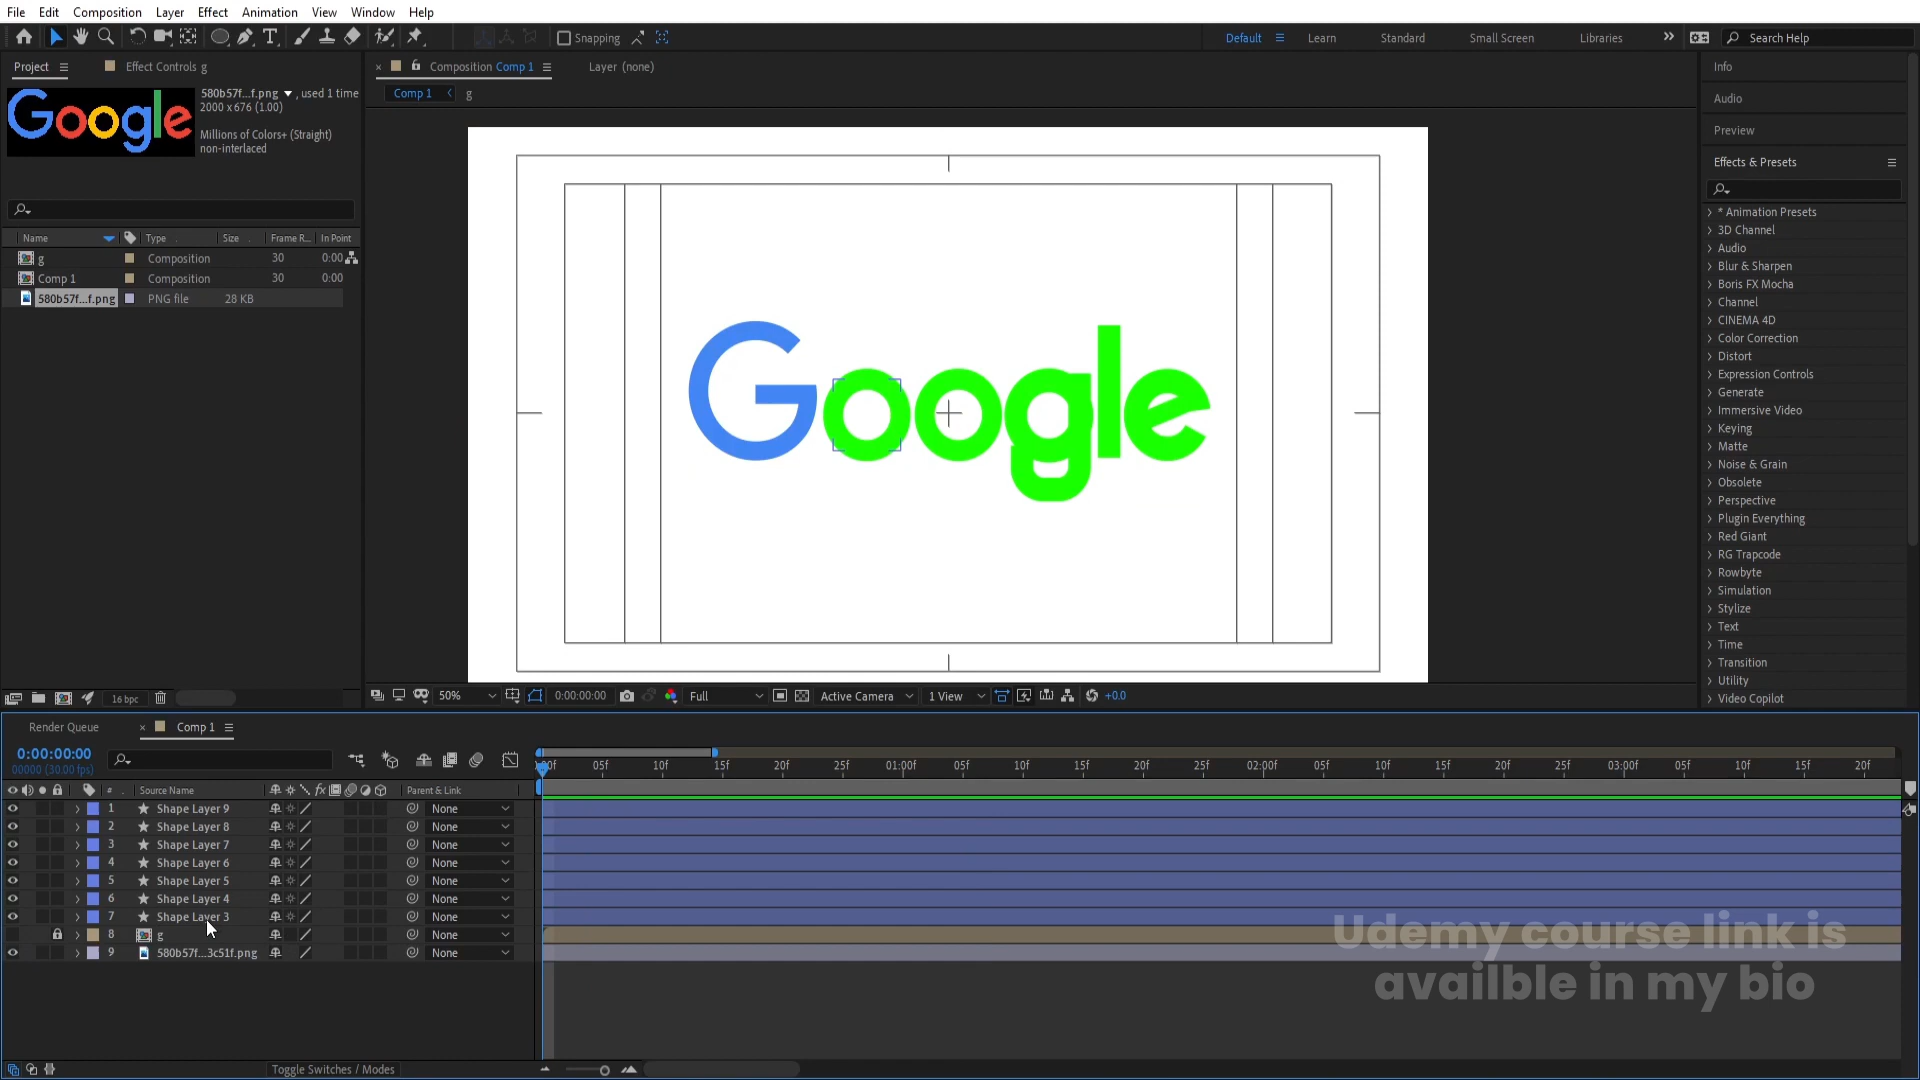 File Edit Composition Layer Effect Animation View Window Help
Snapping Default Learn Standard Small Screen Libraries Search Help
Project Effect Controls g
Composition Comp 1 Layer (none)
Comp 1 g
Google
580b57f...f.png , used 1 time
2000 x 676 (1.00)
Millions of Colors+ (Straight)
non-interlaced
Name Type Size Frame R... In Point
g Composition 30 0:00
Comp 1 Composition 30 0:00
580b57f...f.png PNG file 28 KB
16 bpc
Google
50% 0:00:00:00 Full Active Camera 1 View +0.0
Info
Audio
Preview
Effects & Presets
* Animation Presets
3D Channel
Audio
Blur & Sharpen
Boris FX Mocha
Channel
CINEMA 4D
Color Correction
Distort
Expression Controls
Generate
Immersive Video
Keying
Matte
Noise & Grain
Obsolete
Perspective
Plugin Everything
Red Giant
RG Trapcode
Rowbyte
Simulation
Stylize
Text
Time
Transition
Utility
Video Copilot
Render Queue Comp 1
0:00:00:00
00000 (30.00 fps)
05f 10f 15f 20f 25f 01:00f 05f 10f 15f 20f 25f 02:00f 05f 10f 15f 20f 25f 03:00f 05f 10f 15f 20f
# Source Name Parent & Link
1 Shape Layer 9 None
2 Shape Layer 8 None
3 Shape Layer 7 None
4 Shape Layer 6 None
5 Shape Layer 5 None
6 Shape Layer 4 None
7 Shape Layer 3 None
8 g None
9 580b57f...3c51f.png None
Udemy course link is
availble in my bio
Toggle Switches / Modes